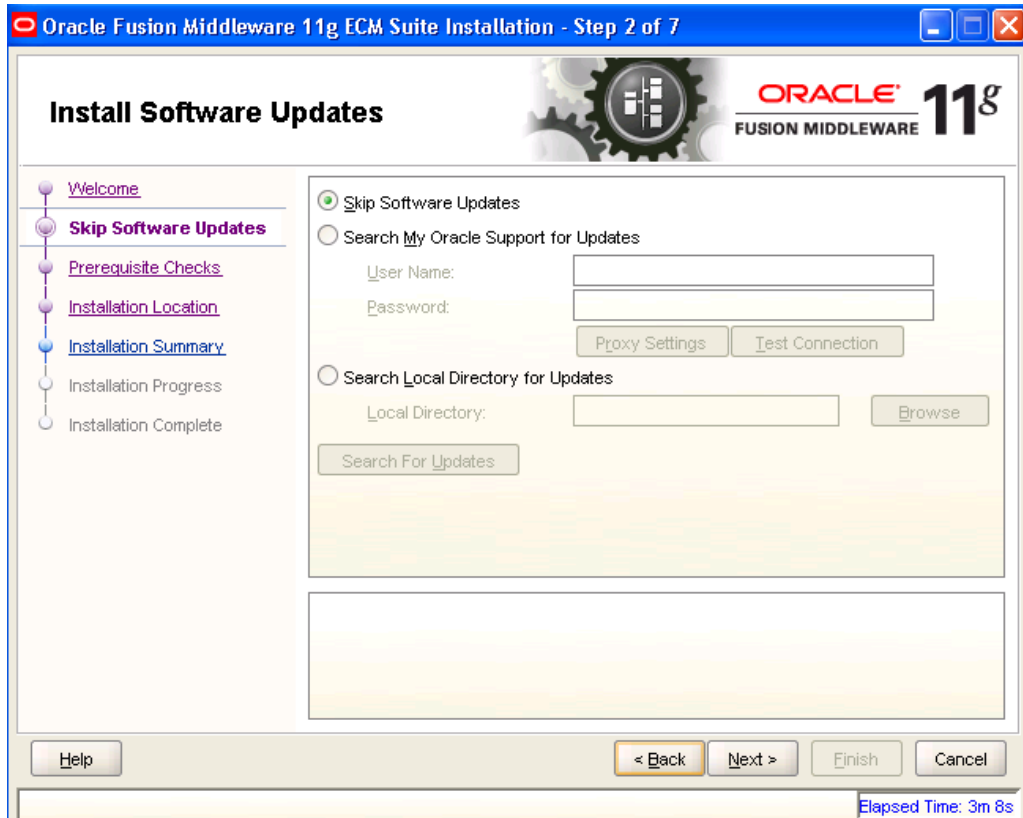 Oracle Fusion Middleware 11g ECM Suite Installation - Step 2 of 7
Install Software Updates
ORACLE®
FUSION MIDDLEWARE
11g
Welcome
Skip Software Updates
Prerequisite Checks
Installation Location
Installation Summary
Installation Progress
Installation Complete
Skip Software Updates
Search My Oracle Support for Updates
User Name:
Password:
Proxy Settings
Test Connection
Search Local Directory for Updates
Local Directory:
Browse
Search For Updates
Help
< Back
Next >
Finish
Cancel
Elapsed Time: 3m 8s